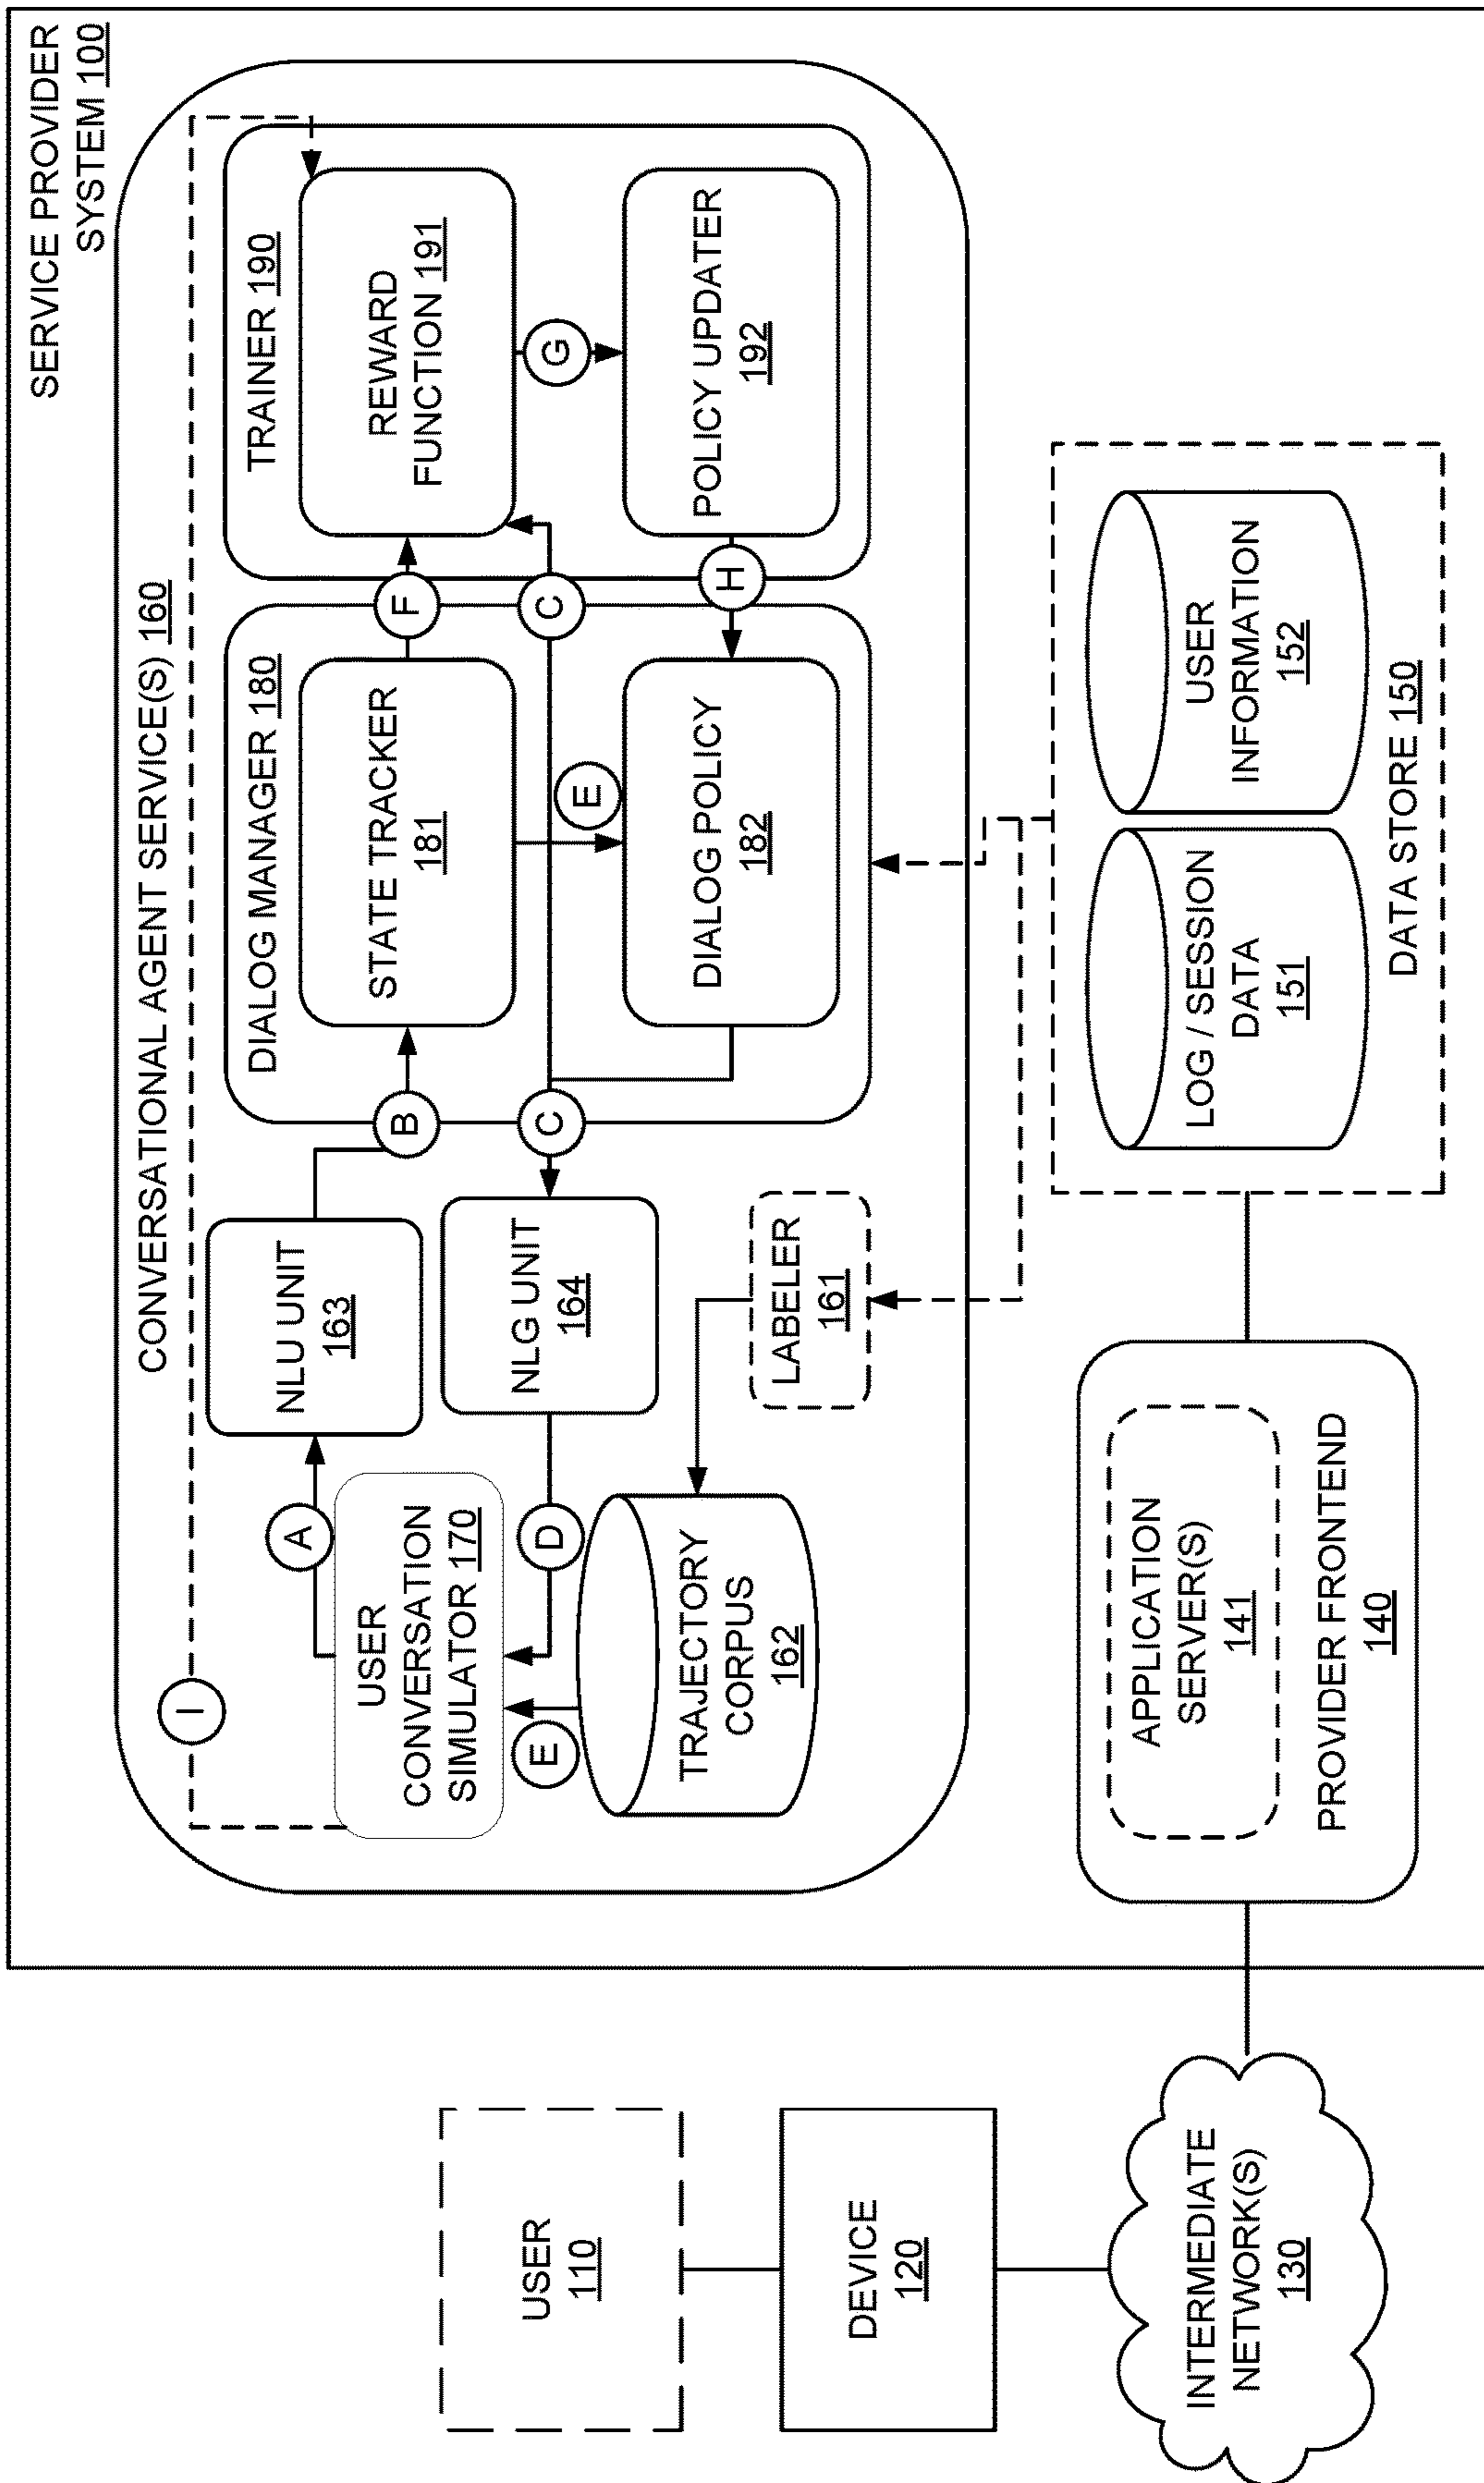 SERVICE PROVIDER
SYSTEM 100
CONVERSATIONAL AGENT SERVICE(S) 160
I
A
USER
CONVERSATION
SIMULATOR 170
NLU UNIT
163
B
DIALOG MANAGER 180
STATE TRACKER
181
F
TRAINER 190
REWARD
FUNCTION 191
E
D
NLG UNIT
164
C
C
E
G
TRAJECTORY
CORPUS
162
LABELER
161
DIALOG POLICY
182
H
POLICY UPDATER
192
USER
110
DEVICE
120
INTERMEDIATE
NETWORK(S)
130
APPLICATION
SERVER(S)
141
PROVIDER FRONTEND
140
LOG / SESSION
DATA
151
USER
INFORMATION
152
DATA STORE 150